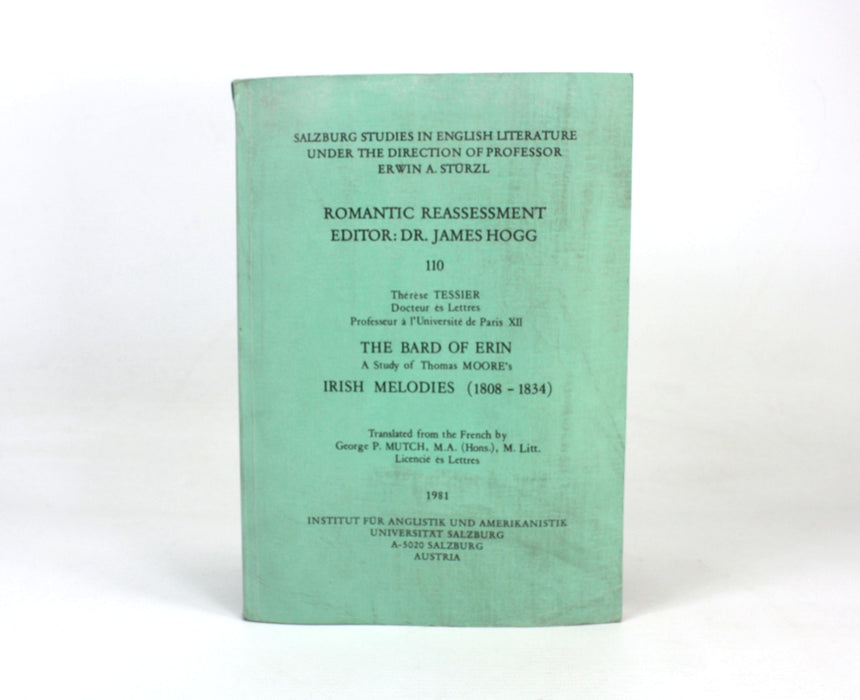 SALZBURG STUDIES IN ENGLISH LITERATURE
UNDER THE DIRECTION OF PROFESSOR
ERWIN A. STÜRZL
ROMANTIC REASSESSMENT
EDITOR: DR. JAMES HOGG
110
Thérèse TESSIER
Docteur ès Lettres
Professeur à l'Université de Paris XII
THE BARD OF ERIN
A Study of Thomas MOORE's
IRISH MELODIES (1808 – 1834)
Translated from the French by
George P. MUTCH, M.A. (Hons.), M. Litt.
Licencié ès Lettres
1981
INSTITUT FÜR ANGLISTIK UND AMERIKANISTIK
UNIVERSITÄT SALZBURG
A-5020 SALZBURG
AUSTRIA